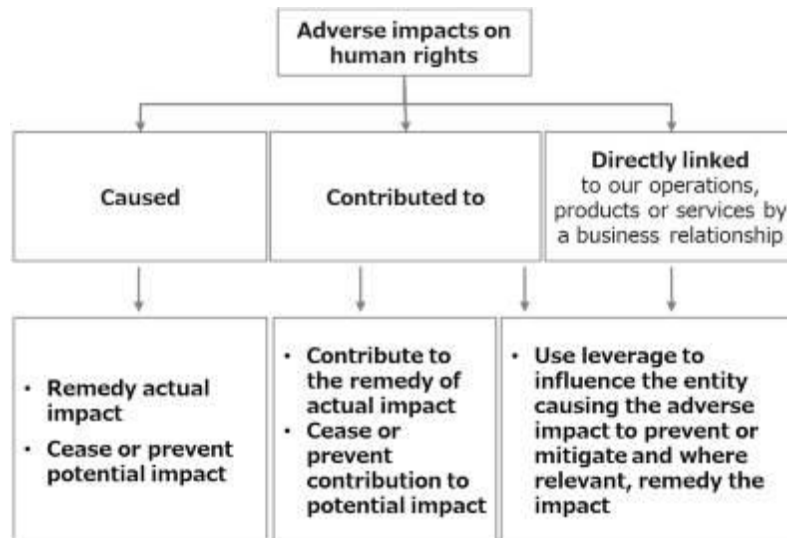 Adverse impacts on
human rights
Caused
Contributed to
Directly linked
to our operations,
products or services by
a business relationship
• Remedy actual
impact
• Cease or prevent
potential impact
• Contribute to
the remedy of
actual impact
• Cease or
prevent
contribution to
potential impact
• Use leverage to
influence the entity
causing the adverse
impact to prevent or
mitigate and where
relevant, remedy the
impact